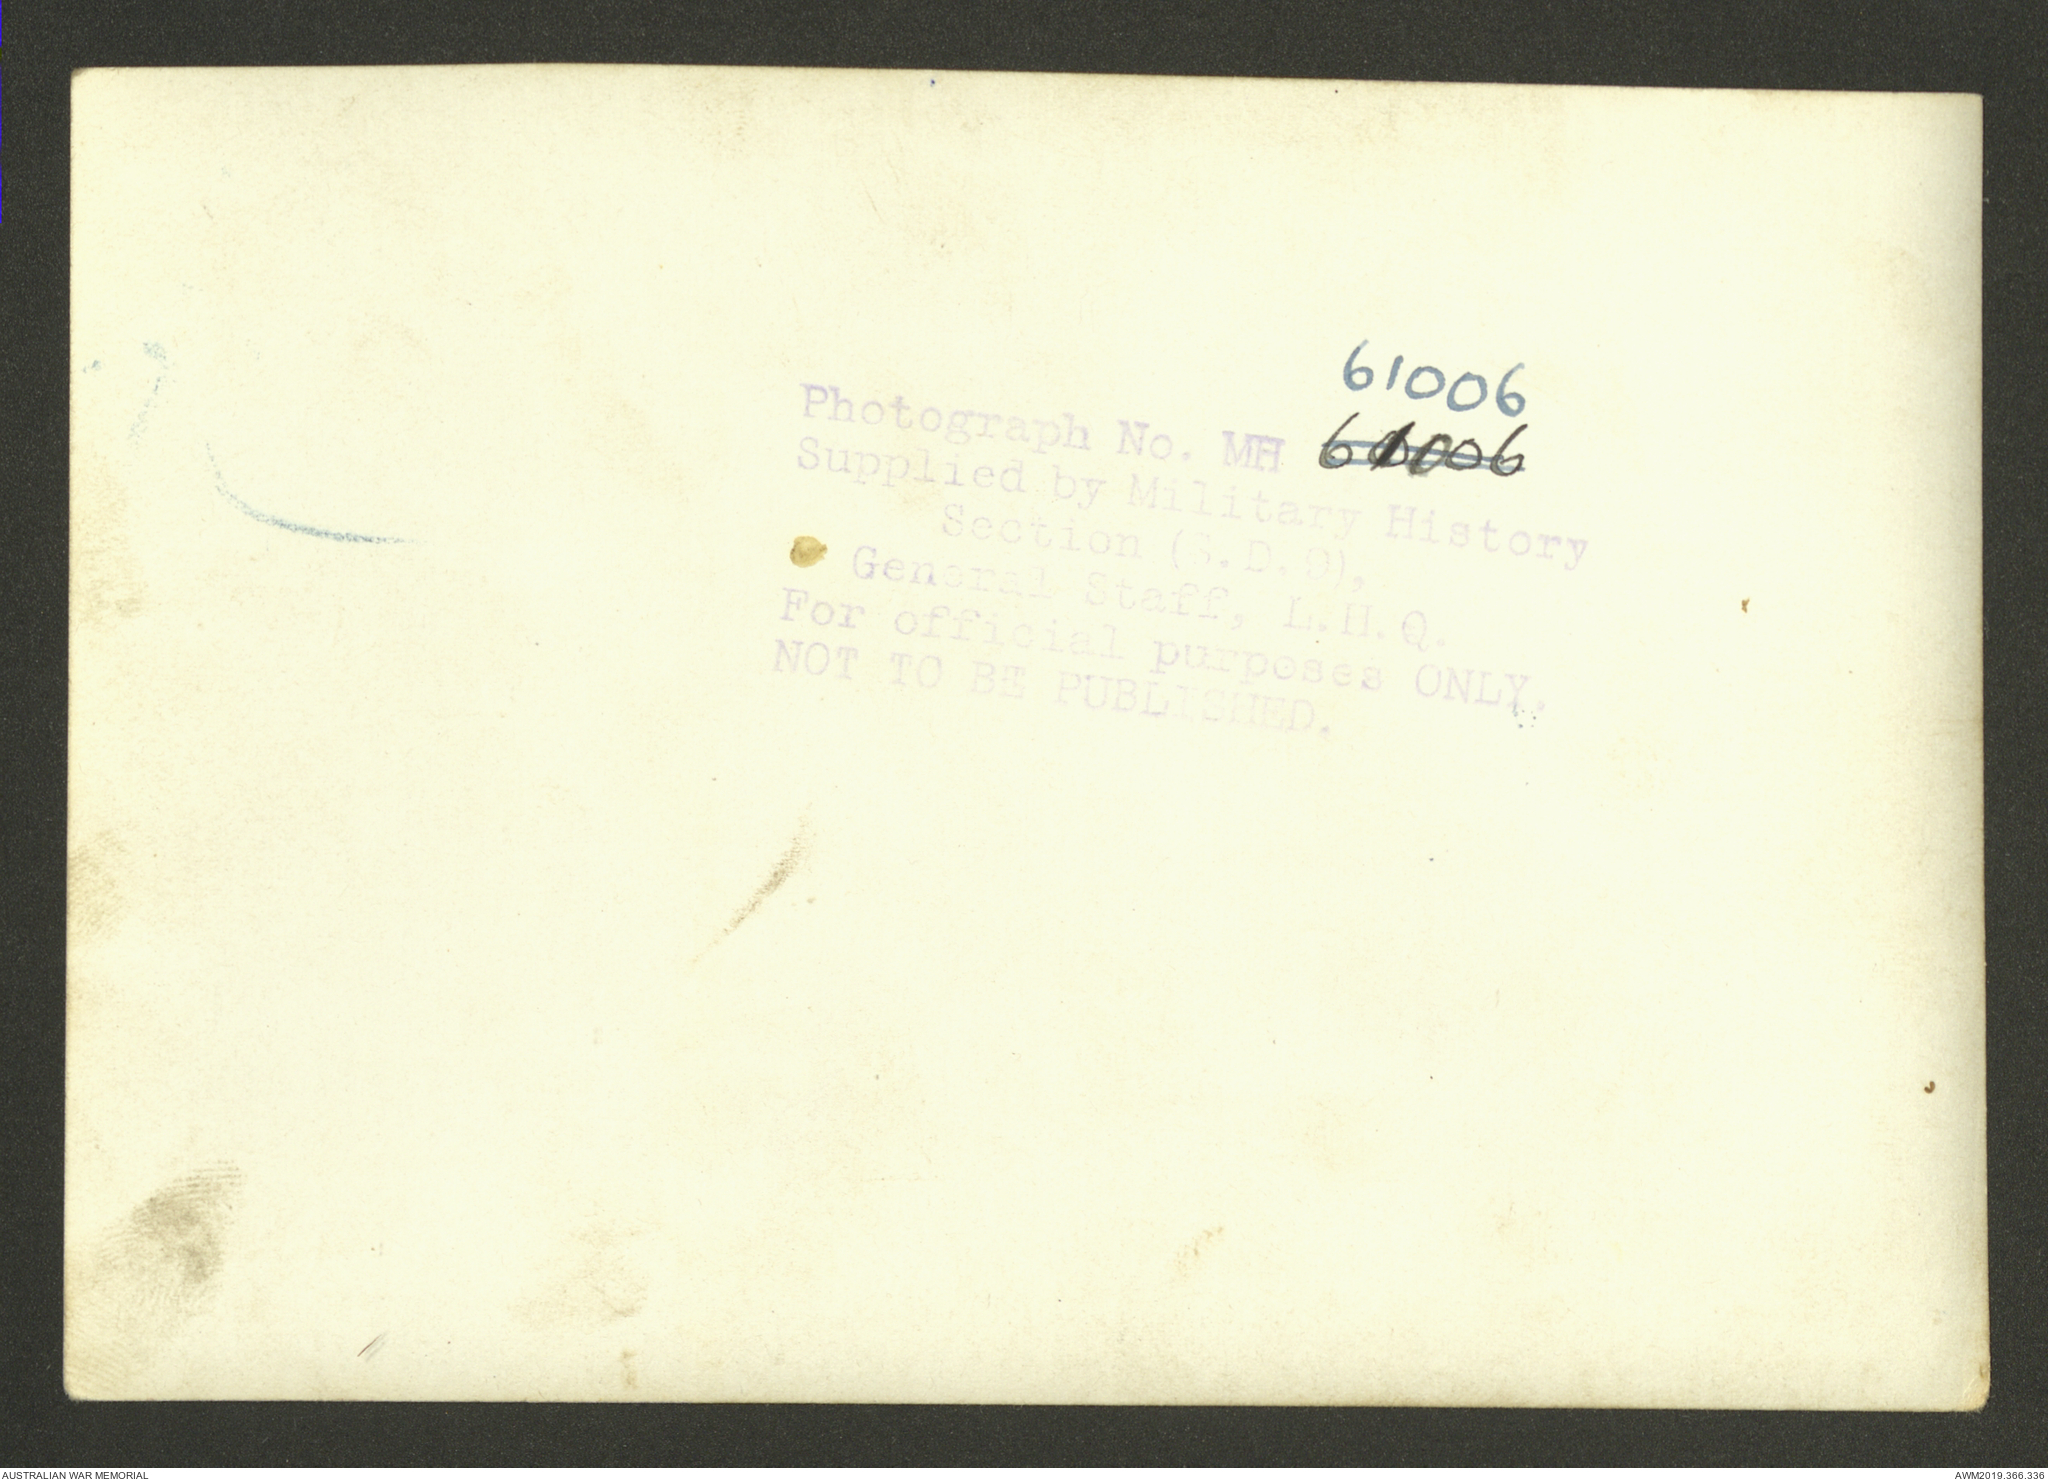 61006
Photograph No. MH 61006
Supplied by Military History
Section (S.D.9),
General Staff, L.H.Q.
For official purposes ONLY.
NOT TO BE PUBLISHED.
AUSTRALIAN WAR MEMORIAL
AWM2019.366.336